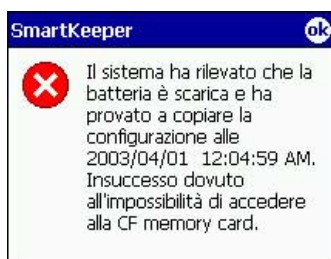 SmartKeeper ok
Il sistema ha rilevato che la
batteria è scarica e ha
provato a copiare la
configurazione alle
2003/04/01 12:04:59 AM.
Insuccesso dovuto
all'impossibilità di accedere
alla CF memory card.